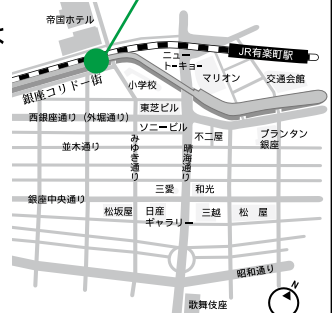 は
帝国ホテル
ニュー
トーキョー
JR有楽町駅
銀座コリドー街
小学校
マリオン
交通会館
東芝ビル
西銀座通り（外堀通り）
ソニービル
不二屋
プランタン
銀座
並木通り
みゆき通り
晴海通り
三愛
和光
銀座中央通り
松坂屋
日産
ギャラリー
三越
松屋
昭和通り
歌舞伎座
N